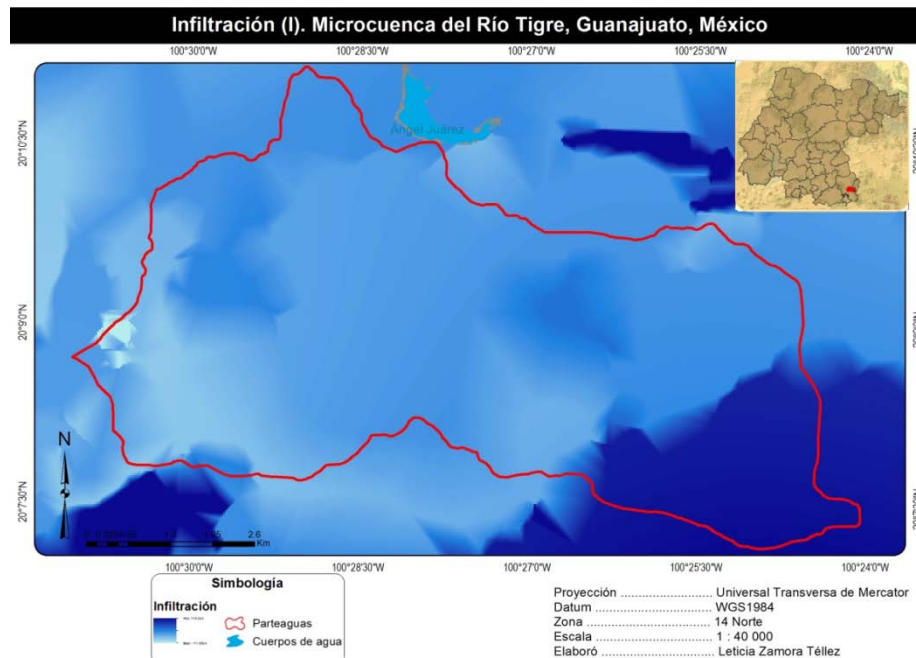 Infiltración (I). Microcuenca del Río Tigre, Guanajuato, México
100°30'0"W 100°28'30"W 100°27'0"W 100°25'30"W 100°24'0"W
20°10'30"N
Ángel Juárez
20°9'0"N
N
20°7'30"N
2.6
Km
100°30'0"W 100°28'30"W 100°27'0"W 100°25'30"W 100°24'0"W
Simbología
Infiltración
Parteaguas
Cuerpos de agua
Proyección .................... Universal Transversa de Mercator
Datum .................... WGS1984
Zona .................... 14 Norte
Escala .................... 1 : 40 000
Elaboró .................... Leticia Zamora Téllez